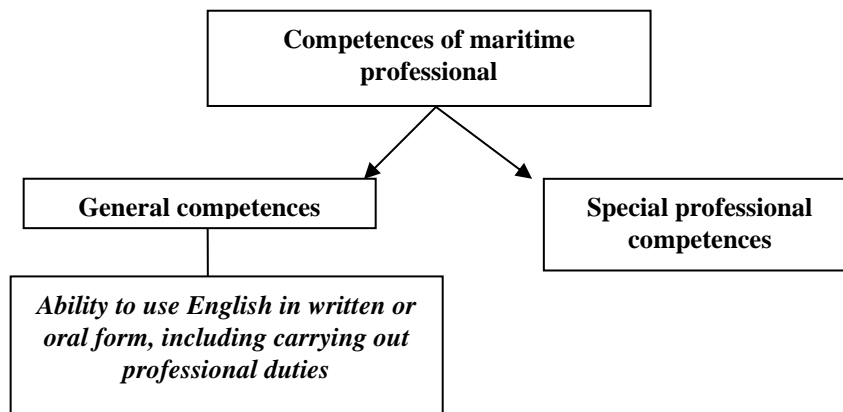 Competences of maritime
professional
General competences
Special professional
competences
Ability to use English in written or
oral form, including carrying out
professional duties